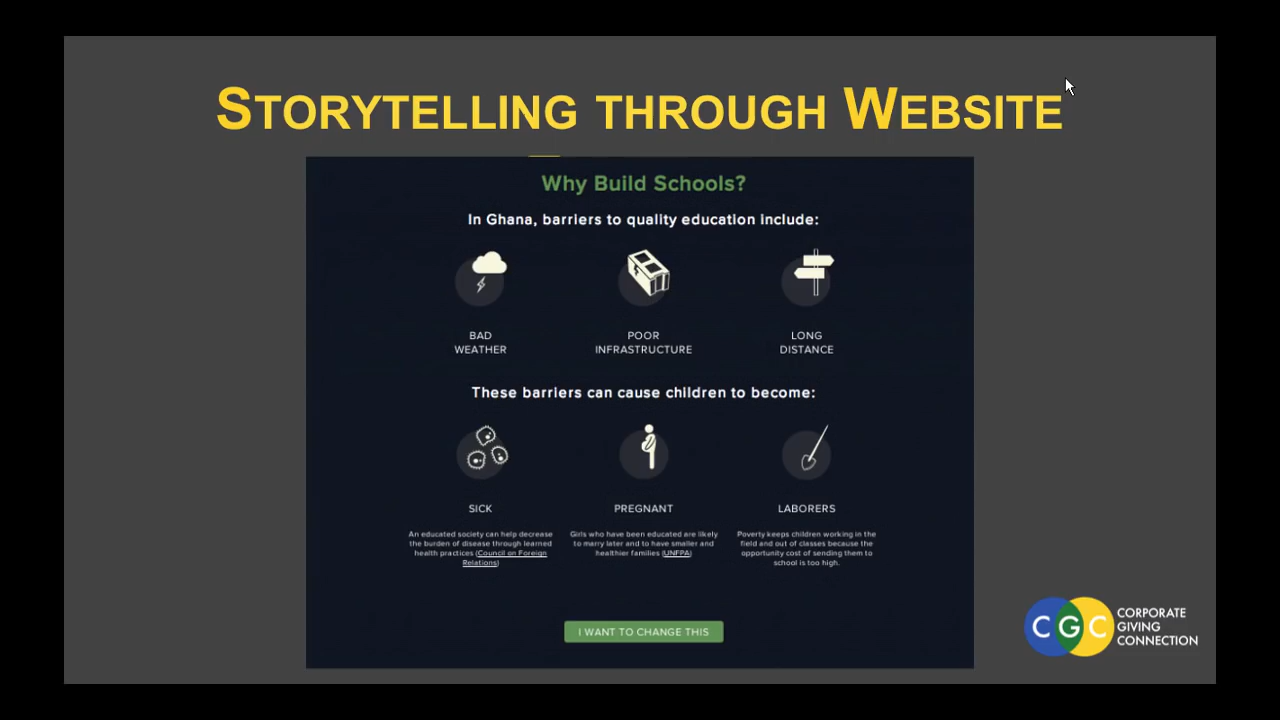 STORYTELLING THROUGH WEBSITE
Why Build Schools?
In Ghana, barriers to quality education include:
BAD
WEATHER
POOR
INFRASTRUCTURE
LONG
DISTANCE
These barriers can cause children to become:
SICK
An educated society can help decrease
the burden of disease through learned
health practices (Council on Foreign
Relations)
PREGNANT
Girls who have been educated are likely
to marry later and to have smaller and
healthier families (UNFPA)
LABORERS
Poverty keeps children working in the
field and out of classes because the
opportunity cost of sending them to
school is too high.
I WANT TO CHANGE THIS
CGC
CORPORATE
GIVING
CONNECTION